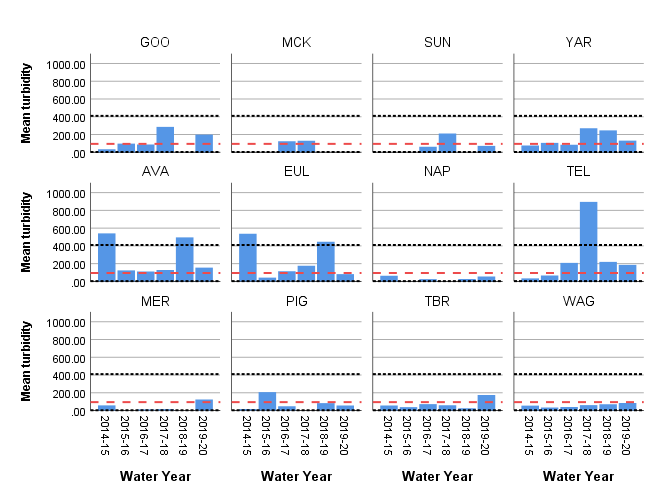 GOO MCK SUN YAR
Mean turbidity
1000.00
800.00
600.00
400.00
200.00
.00
AVA EUL NAP TEL
Mean turbidity
1000.00
800.00
600.00
400.00
200.00
.00
MER PIG TBR WAG
Mean turbidity
1000.00
800.00
600.00
400.00
200.00
.00
2014-15 2015-16 2016-17 2017-18 2018-19 2019-20 2014-15 2015-16 2016-17 2017-18 2018-19 2019-20 2014-15 2015-16 2016-17 2017-18 2018-19 2019-20 2014-15 2015-16 2016-17 2017-18 2018-19 2019-20
Water Year Water Year Water Year Water Year